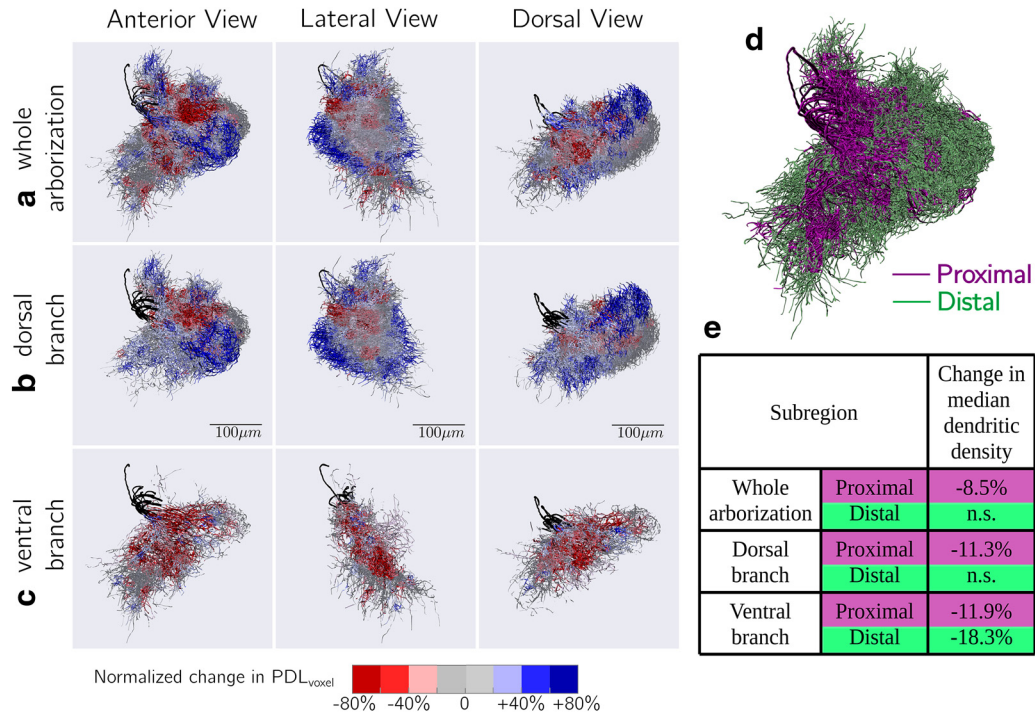 Anterior View Lateral View Dorsal View
a whole
arborization
b dorsal
branch
100μm 100μm 100μm
c ventral
branch
Normalized change in PDLvoxel
-80% -40% 0 +40% +80%
d
Proximal
Distal
e
Subregion
Change in
median
dendritic
density
Whole
arborization
Proximal -8.5%
Distal n.s.
Dorsal
branch
Proximal -11.3%
Distal n.s.
Ventral
branch
Proximal -11.9%
Distal -18.3%